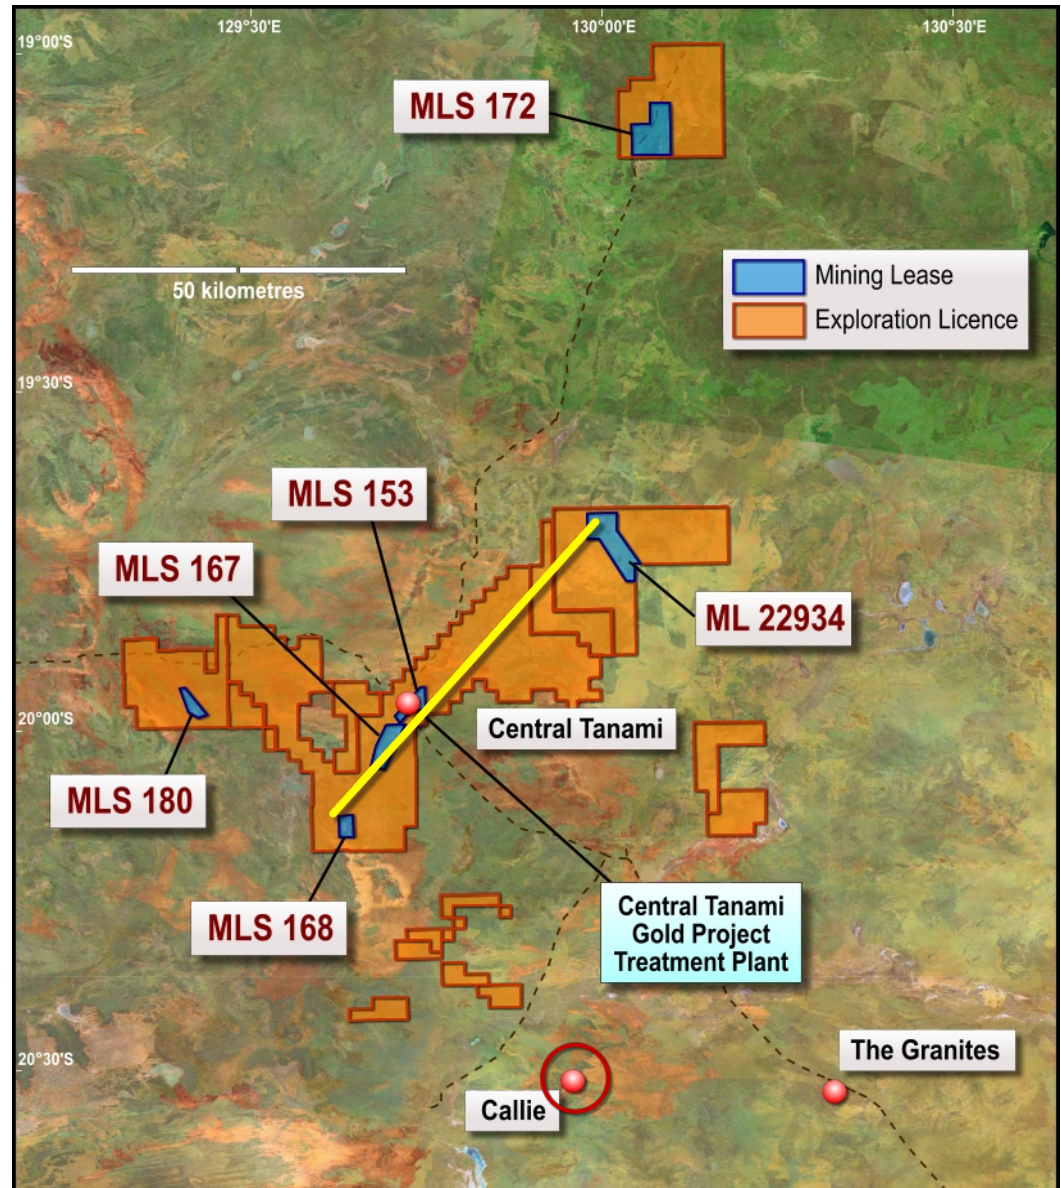 129°30'E
130°00'E
130°30'E
19°00'S
MLS 172
Mining Lease
Exploration Licence
50 kilometres
19°30'S
MLS 153
MLS 167
ML 22934
20°00'S
Central Tanami
MLS 180
MLS 168
Central Tanami
Gold Project
Treatment Plant
20°30'S
The Granites
Callie